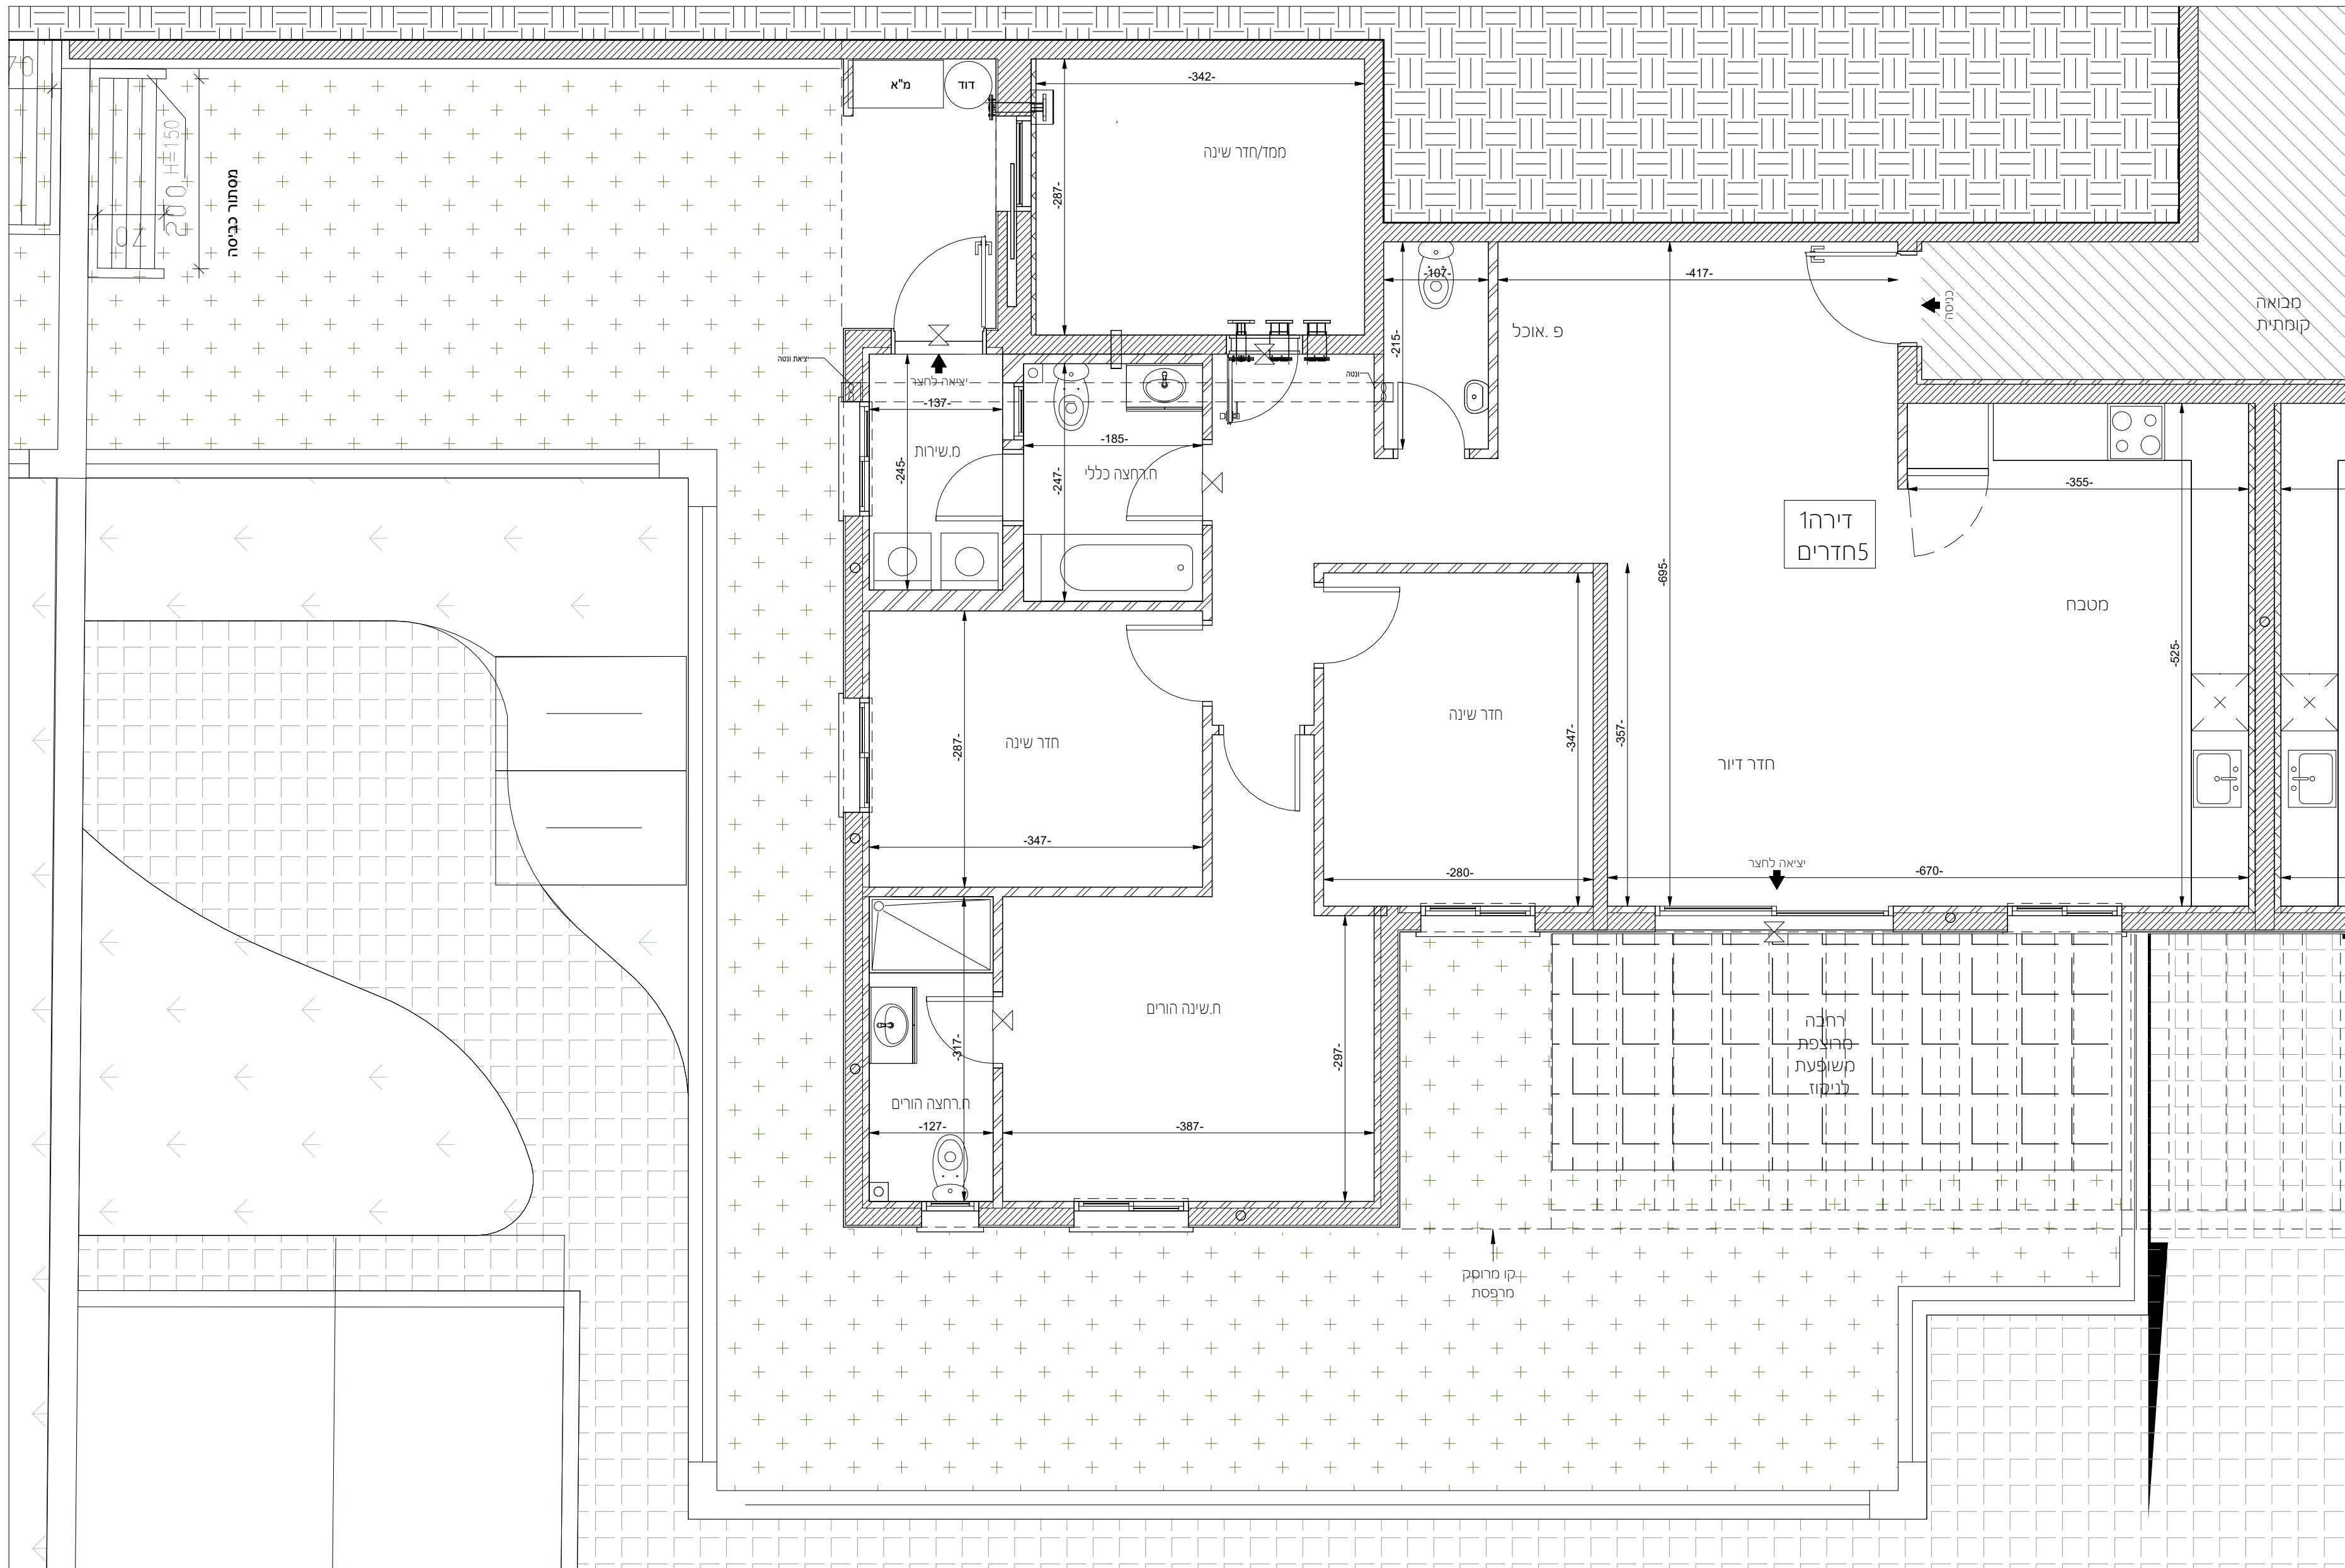 70
H=150
200
70
מסתור כביסה
מ"א
דוד
-342-
ממד/חדר שינה
-287-
-107-
-417-
-215-
פ .אוכל
כניסה
מבואה
קומתית
יציאת ונטה
יציאה לחצר
ונטה
-137-
-185-
מ.שירות
ח.רחצה כללי
-245-
-247-
-355-
דירה1
5חדרים
-695-
מטבח
-525-
חדר שינה
-287-
-347-
חדר שינה
-347-
-357-
-280-
חדר דיור
יציאה לחצר
-670-
ח.שינה הורים
-317-
-297-
ח.רחצה הורים
-127-
-387-
רחבה
מרוצפת
משופעת
לניקוז
קו מרוסק
מרפסת